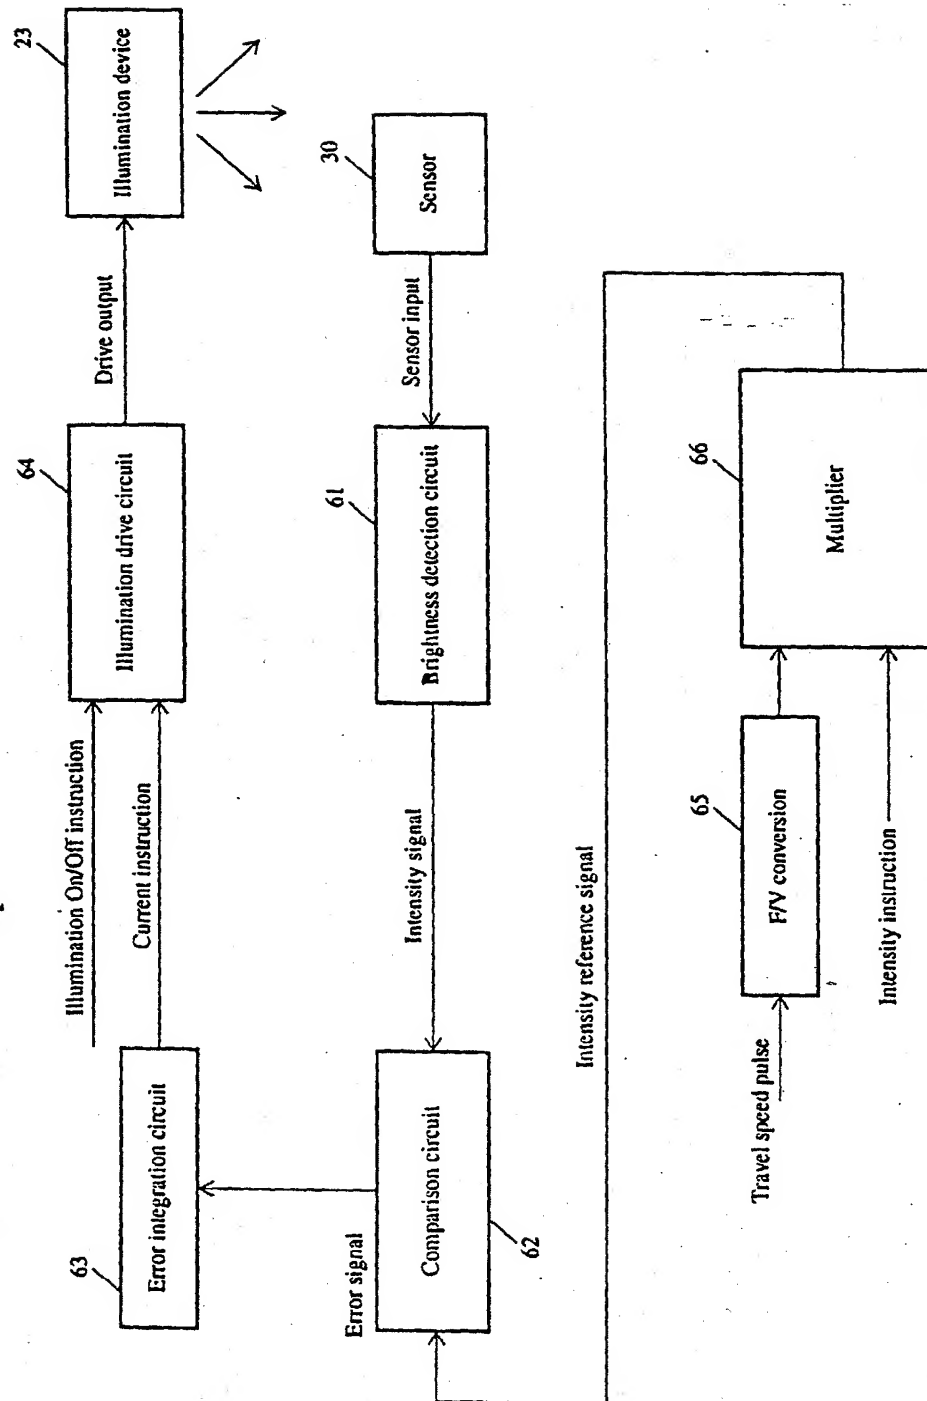 23
Illumination device
Drive output
64
Illumination drive circuit
Illumination On/Off instruction
Current instruction
63
Error integration circuit
30
Sensor
Sensor input
61
Brightness detection circuit
Intensity signal
Error signal
Comparison circuit
62
Intensity reference signal
66
Multiplier
65
F/V conversion
Travel speed pulse
Intensity instruction